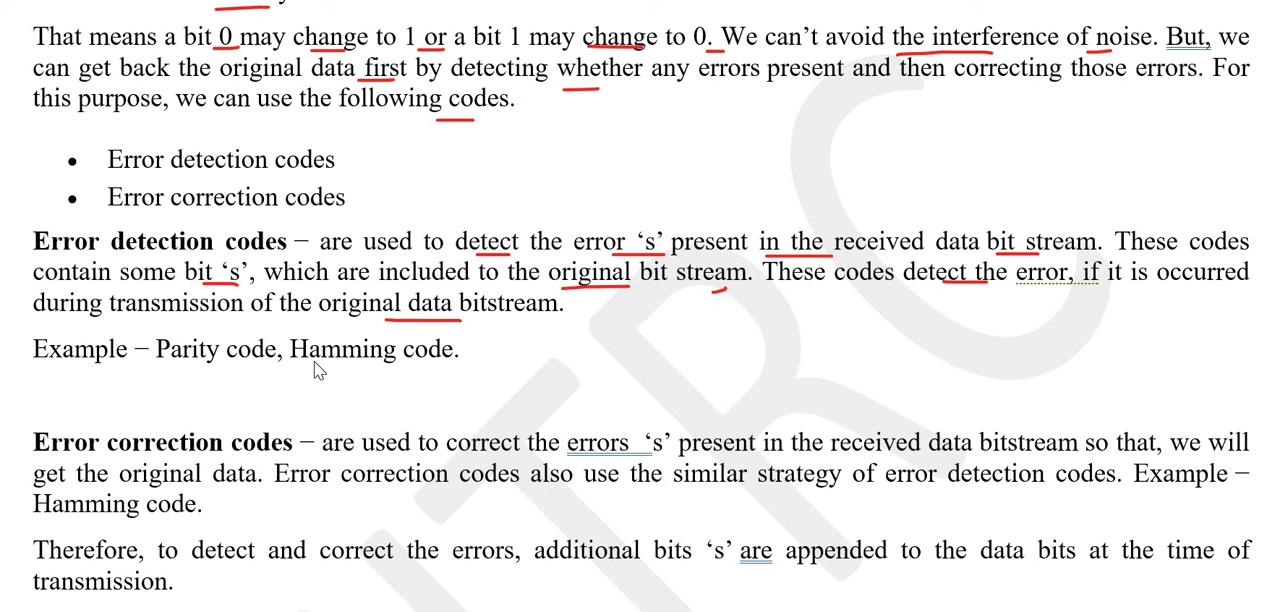 That means a bit 0 may change to 1 or a bit 1 may change to 0. We can’t avoid the interference of noise. But, we
can get back the original data first by detecting whether any errors present and then correcting those errors. For
this purpose, we can use the following codes.
• Error detection codes
• Error correction codes
Error detection codes − are used to detect the error ‘s’ present in the received data bit stream. These codes
contain some bit ‘s’, which are included to the original bit stream. These codes detect the error, if it is occurred
during transmission of the original data bitstream.
Example − Parity code, Hamming code.
Error correction codes − are used to correct the errors ‘s’ present in the received data bitstream so that, we will
get the original data. Error correction codes also use the similar strategy of error detection codes. Example −
Hamming code.
Therefore, to detect and correct the errors, additional bits ‘s’ are appended to the data bits at the time of
transmission.